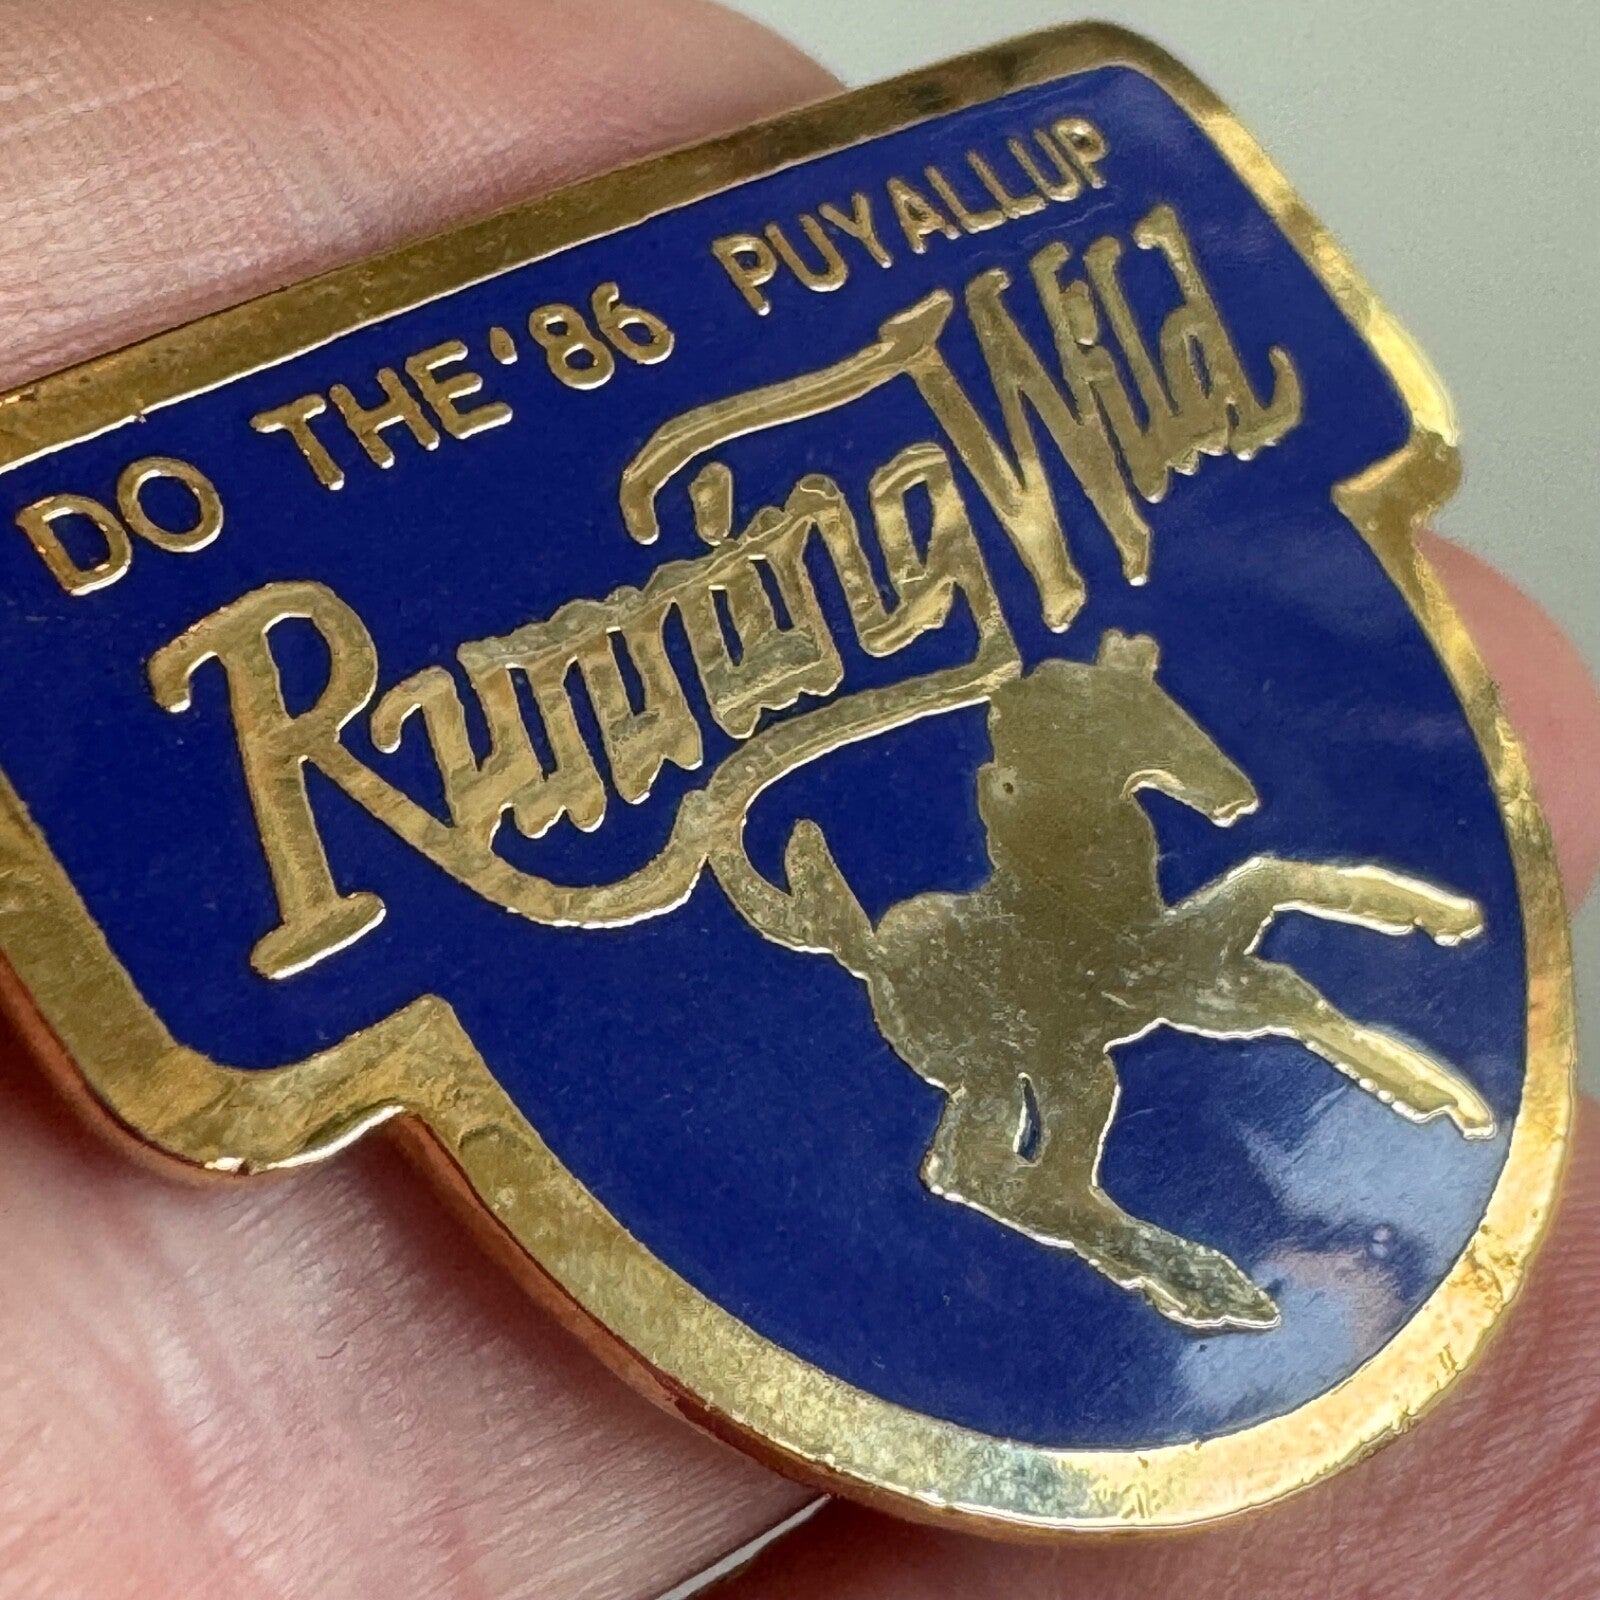 DO THE '86 PUYALLUP
Running Wild